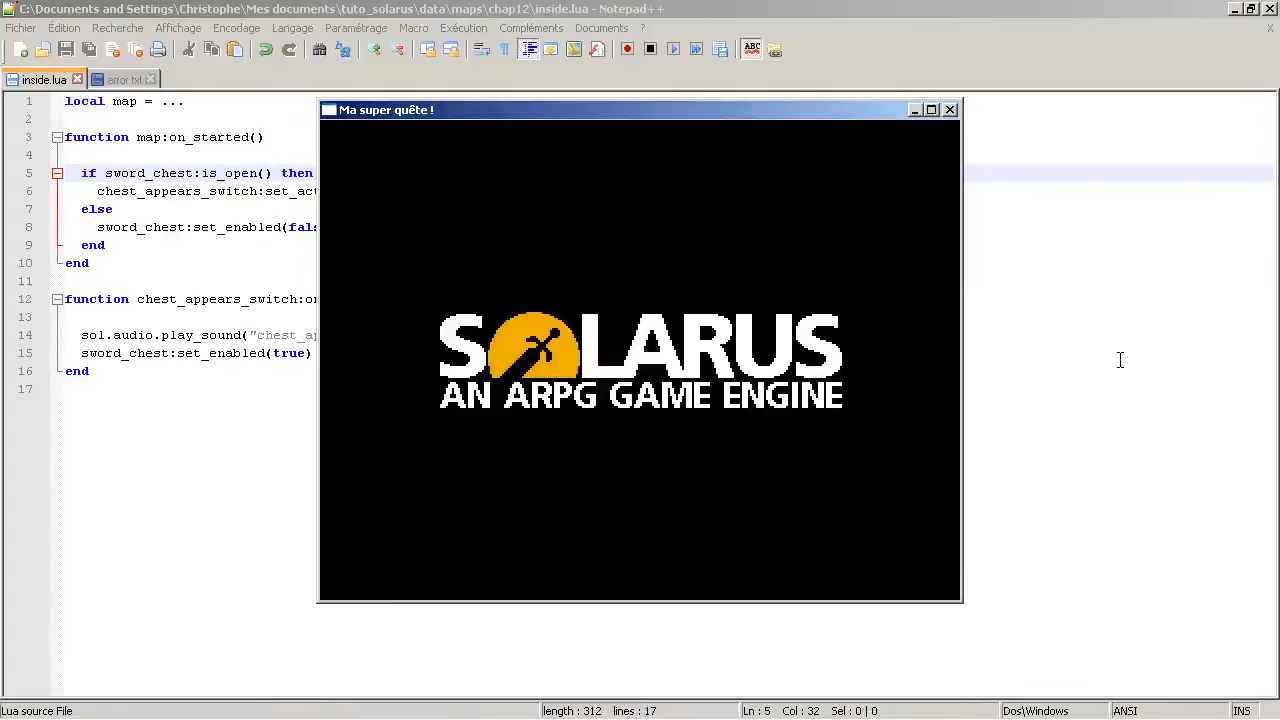 C:\Documents and Settings\Christophe\Mes documents\tuto_solarus\data\maps\chap12\inside.lua - Notepad++
Fichier Édition Recherche Affichage Encodage Langage Paramétrage Macro Exécution Compléments Documents ?
X
ABC
inside.lua error.txt
1 local map = ...
2
3 function map:on_started()
4
5 if sword_chest:is_open() then
6 chest_appears_switch:set_act
7 else
8 sword_chest:set_enabled(fals
9 end
10 end
11
12 function chest_appears_switch:on
13
14 sol.audio.play_sound("chest_ap
15 sword_chest:set_enabled(true)
16 end
17
Ma super quête !
SOLARUS
AN ARPG GAME ENGINE
Lua source File length : 312 lines : 17 Ln : 5 Col : 32 Sel : 0 | 0 Dos\Windows ANSI INS